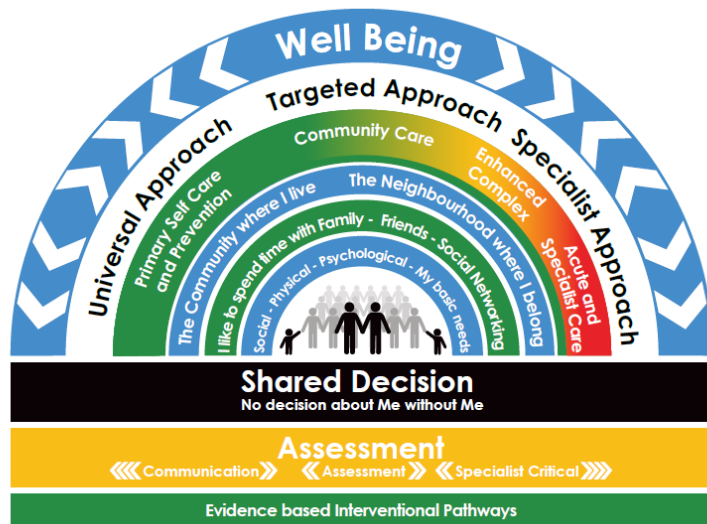 Well Being
Universal Approach
Targeted Approach
Specialist Approach
Primary Self Care
and Prevention
Community Care
Enhanced
Complex
Acute and
Specialist Care
The Community where I live
The Neighbourhood where I belong
I like to spend time with Family - Friends - Social Networking
Social - Physical - Psychological - My basic needs
Shared Decision
No decision about Me without Me
Assessment
Communication
Assessment
Specialist Critical
Evidence based Interventional Pathways